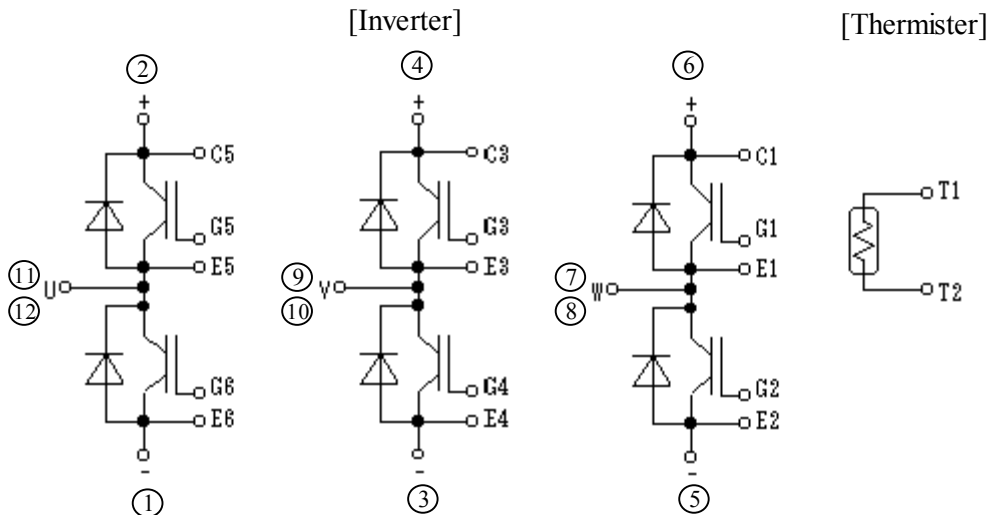 [Inverter]
[Thermister]
② ④ ⑥
+ + +
C5 C3 C1
T1
G5 G3 G1
E5 E3 E1
⑪ ⑨ ⑦
U V W
T2
⑫ ⑩ ⑧
G6 G4 G2
E6 E4 E2
- - -
① ③ ⑤